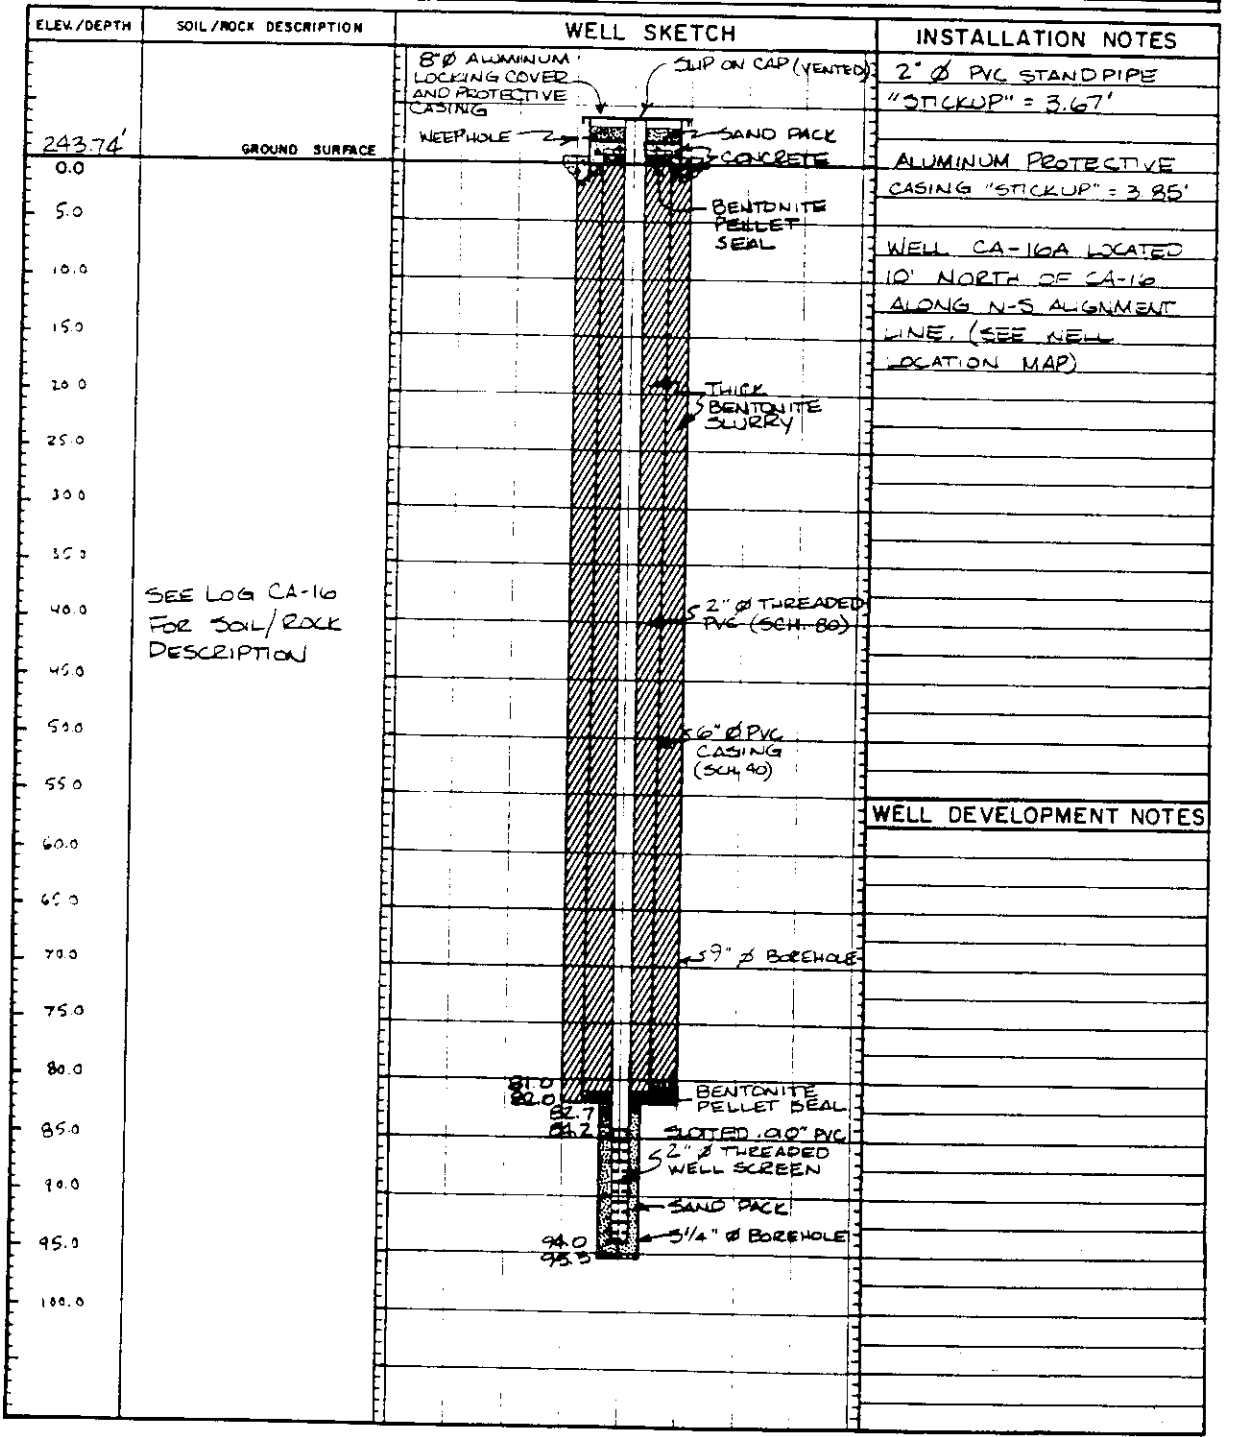 ELEV./DEPTH
SOIL/ROCK DESCRIPTION
WELL SKETCH
INSTALLATION NOTES
8"Ø ALUMINUM
LOCKING COVER
AND PROTECTIVE
CASING
SLIP ON CAP (VENTED)
2" Ø PVC STANDPIPE
"STICKUP" = 3.67'
WEEPHOLE
SAND PACK
243.74'
GROUND SURFACE
CONCRETE
ALUMINUM PROTECTIVE
CASING "STICKUP" = 3.85'
0.0
5.0
BENTONITE
PELLET
SEAL
WELL CA-16A LOCATED
10' NORTH OF CA-16
ALONG N-S ALIGNMENT
LINE. (SEE WELL
LOCATION MAP)
10.0
15.0
20.0
THICK
BENTONITE
SLURRY
25.0
30.0
35.0
SEE LOG CA-16
FOR SOIL/ROCK
DESCRIPTION
40.0
2" Ø THREADED
PVC (SCH. 80)
45.0
50.0
6" Ø PVC
CASING
(SCH. 40)
55.0
WELL DEVELOPMENT NOTES
60.0
65.0
70.0
9" Ø BOREHOLE
75.0
80.0
81.0
82.0
82.7
84.2
BENTONITE
PELLET SEAL
85.0
SLOTTED .010" PVC
2" Ø THREADED
WELL SCREEN
90.0
SAND PACK
95.0
94.0
BOREHOLE
100.0